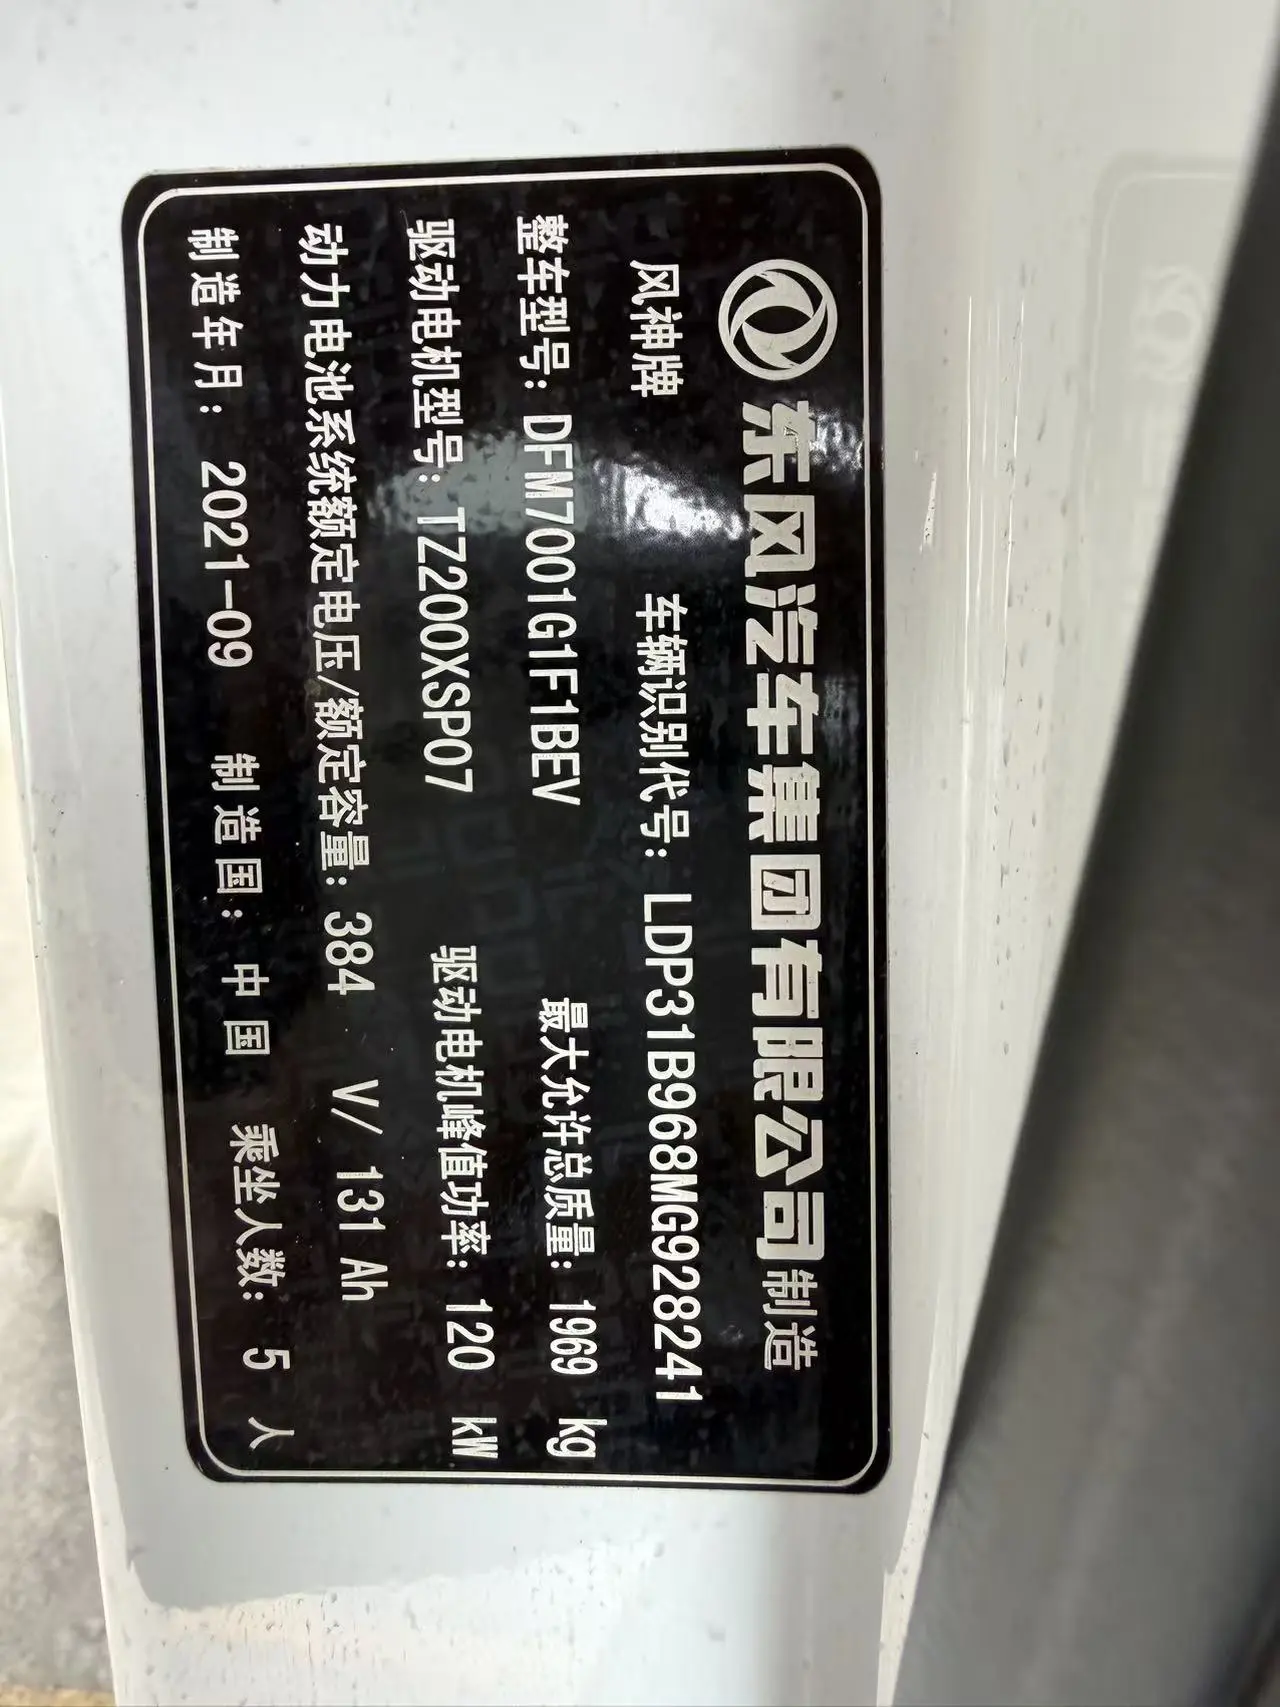 东风汽车集团有限公司制造
风神牌 车辆识别代号: LDP31B968MG928241
整车型号: DFM7001G1F1BEV 最大允许总质量: 1969 kg
驱动电机型号: TZ200XSP07 驱动电机峰值功率: 120 kW
动力电池系统额定电压/额定容量: 384 V/ 131 Ah
制造年月: 2021-09 制造国: 中国 乘坐人数: 5 人